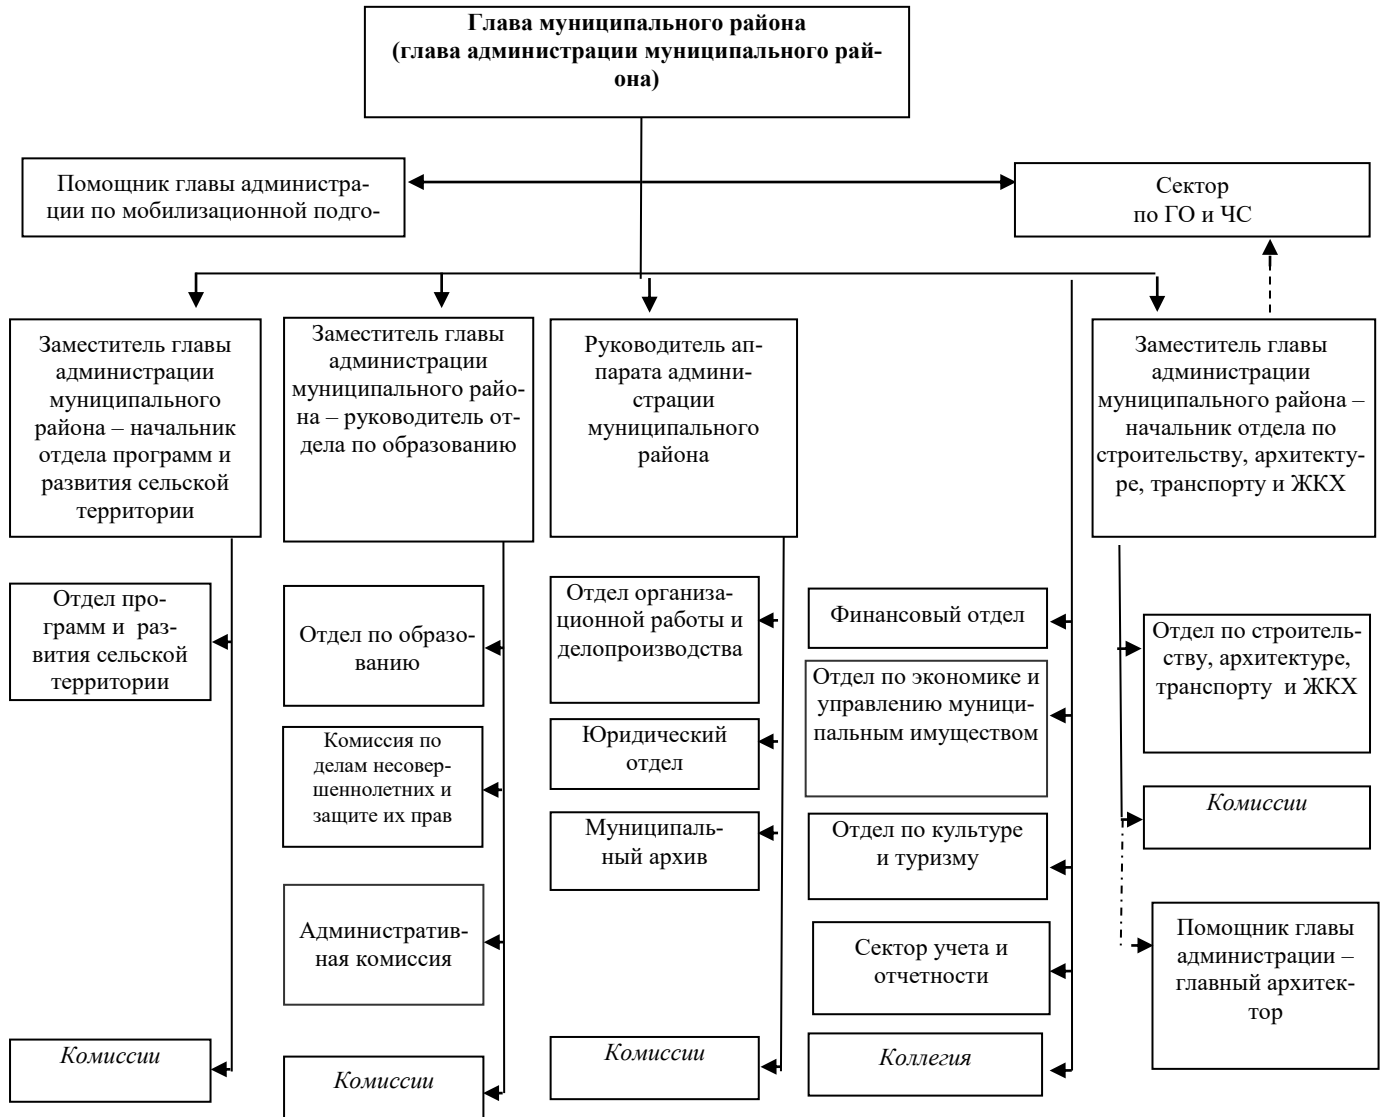 Глава муниципального района
(глава администрации муниципального рай-
она)
Помощник главы администра-
ции по мобилизационной подго-
Сектор
по ГО и ЧС
Заместитель главы
администрации
муниципального
района – начальник
отдела программ и
развития сельской
территории
Заместитель главы
администрации
муниципального райо-
на – руководитель от-
дела по образованию
Руководитель ап-
парата админи-
страции
муниципального
района
Заместитель главы
администрации
муниципального района –
начальник отдела по
строительству, архитекту-
ре, транспорту и ЖКХ
Отдел про-
грамм и раз-
вития сельской
территории
Комиссии
Отдел по образо-
ванию
Комиссия по
делам несовер-
шеннолетних и
защите их прав
Административ-
ная комиссия
Комиссии
Отдел организа-
ционной работы и
делопроизводства
Юридический
отдел
Муниципаль-
ный архив
Комиссии
Финансовый отдел
Отдел по экономике и
управлению муници-
пальным имуществом
Отдел по культуре
и туризму
Сектор учета и
отчетности
Коллегия
Отдел по строитель-
ству, архитектуре,
транспорту и ЖКХ
Комиссии
Помощник главы
администрации –
главный архитек-
тор